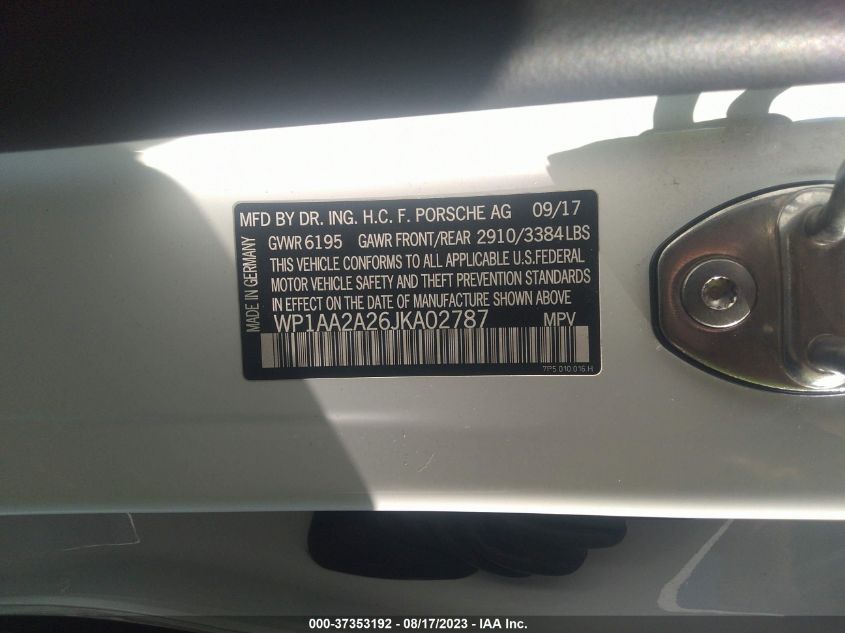 MFD BY DR. ING. H.C. F. PORSCHE AG 09/17
GVWR 6195 GAWR FRONT/REAR 2910/3384 LBS
THIS VEHICLE CONFORMS TO ALL APPLICABLE U.S.FEDERAL
MOTOR VEHICLE SAFETY AND THEFT PREVENTION STANDARDS
IN EFFECT ON THE DATE OF MANUFACTURE SHOWN ABOVE
WP1AA2A26JKA02787 MPV
MADE IN GERMANY
7P5.010.016.H
000-37353192 - 08/17/2023 - IAA Inc.